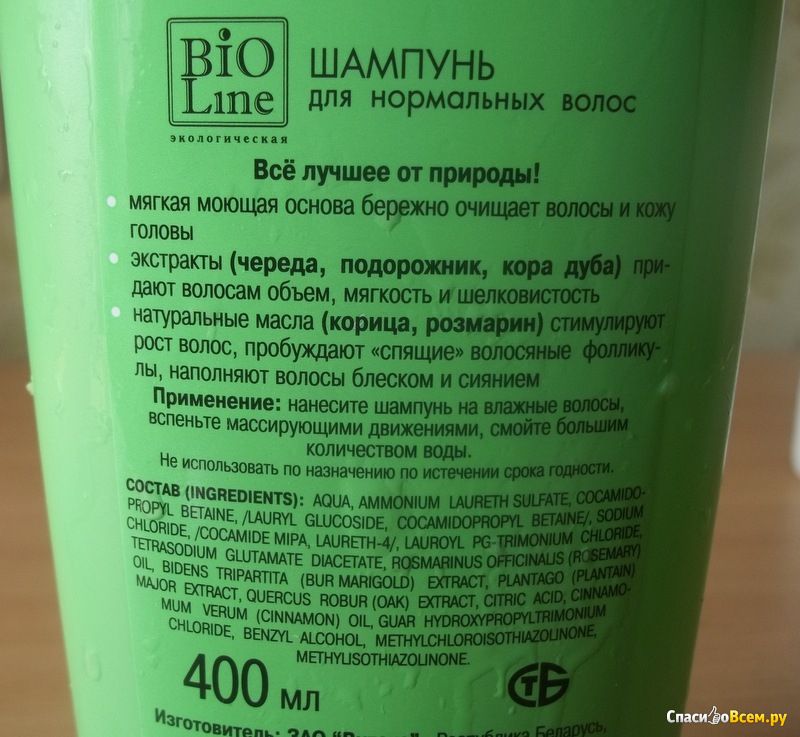 BiO
Line
экологическая
ШАМПУНЬ
для нормальных волос
Всё лучшее от природы!
• мягкая моющая основа бережно очищает волосы и кожу
головы
• экстракты (череда, подорожник, кора дуба) при-
дают волосам объем, мягкость и шелковистость
• натуральные масла (корица, розмарин) стимулируют
рост волос, пробуждают «спящие» волосяные фоллику-
лы, наполняют волосы блеском и сиянием
Применение: нанесите шампунь на влажные волосы,
вспеньте массирующими движениями, смойте большим
количеством воды.
Не использовать по назначению по истечении срока годности.
СОСТАВ (INGREDIENTS): AQUA, AMMONIUM LAURETH SULFATE, COCAMIDO-
PROPYL BETAINE, /LAURYL GLUCOSIDE, COCAMIDOPROPYL BETAINE/, SODIUM
CHLORIDE, /COCAMIDE MIPA, LAURETH-4/, LAUROYL PG-TRIMONIUM CHLORIDE,
TETRASODIUM GLUTAMATE DIACETATE, ROSMARINUS OFFICINALIS (ROSEMARY)
OIL, BIDENS TRIPARTITA (BUR MARIGOLD) EXTRACT, PLANTAGO (PLANTAIN)
MAJOR EXTRACT, QUERCUS ROBUR (OAK) EXTRACT, CITRIC ACID, CINNAMO-
MUM VERUM (CINNAMON) OIL, GUAR HYDROXYPROPYLTRIMONIUM
CHLORIDE, BENZYL ALCOHOL, METHYLCHLOROISOTHIAZOLINONE,
METHYLISOTHIAZOLINONE.
400 мл
СТБ
Изготовитель: ЗАО Республика Беларусь,
СпасибоВсем.ру